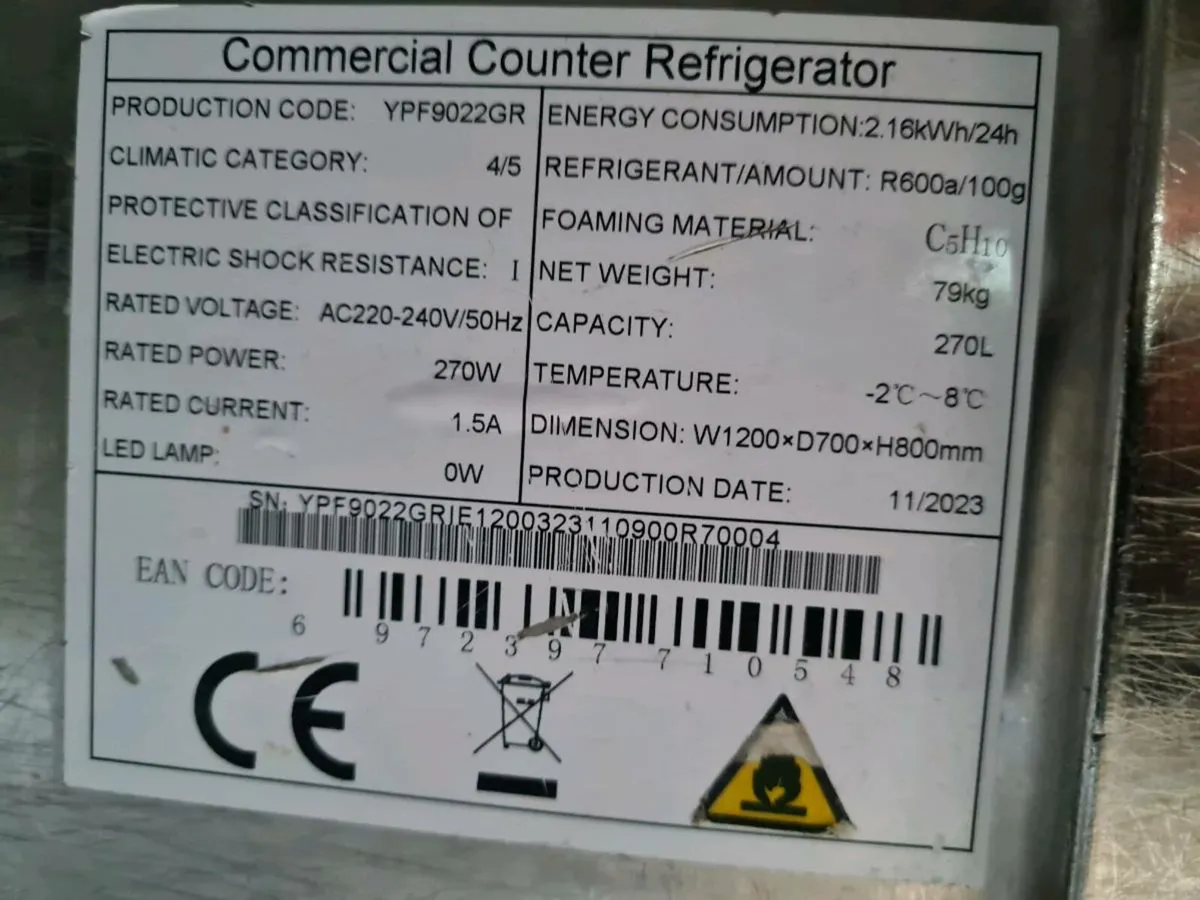 Commercial Counter Refrigerator
PRODUCTION CODE: YPF9022GR
CLIMATIC CATEGORY: 4/5
PROTECTIVE CLASSIFICATION OF
ELECTRIC SHOCK RESISTANCE: I
RATED VOLTAGE: AC220-240V/50Hz
RATED POWER: 270W
RATED CURRENT: 1.5A
LED LAMP: 0W
ENERGY CONSUMPTION:2.16kWh/24h
REFRIGERANT/AMOUNT: R600a/100g
FOAMING MATERIAL: C₅H₁₀
NET WEIGHT: 79kg
CAPACITY: 270L
TEMPERATURE: -2℃~8℃
DIMENSION: W1200×D700×H800mm
PRODUCTION DATE: 11/2023
SN: YPF9022GRIE1200323110900R70004
EAN CODE:
6 972397 710548
CE